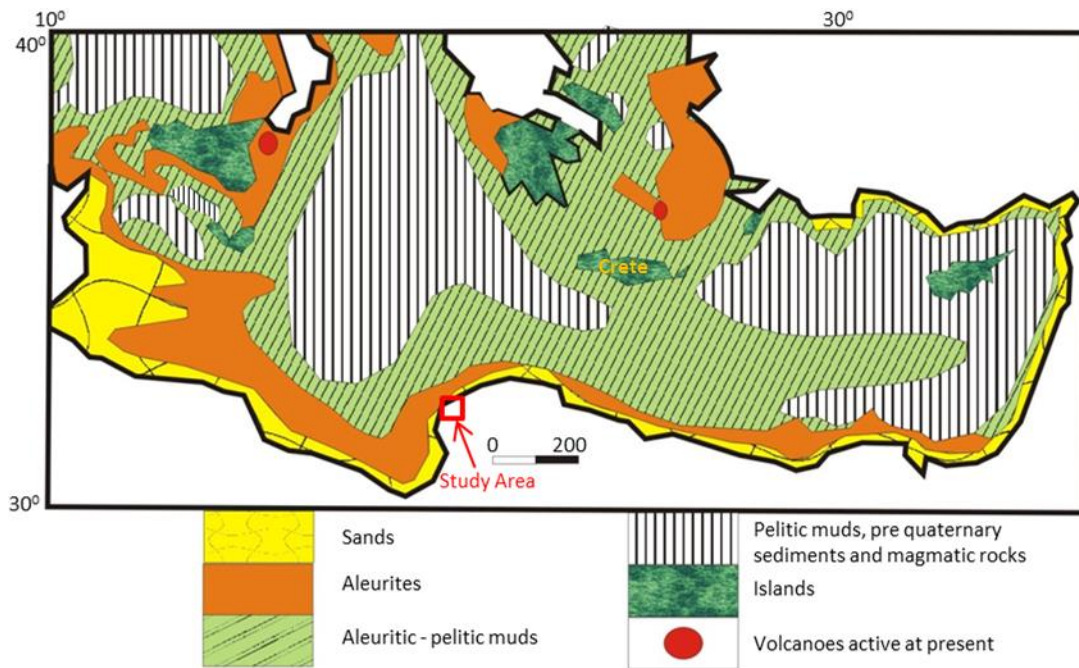 10⁰
30⁰
40⁰
Crete
0 200
Study Area
30⁰
Sands
Aleurites
Aleuritic - pelitic muds
Pelitic muds, pre quaternary
sediments and magmatic rocks
Islands
Volcanoes active at present